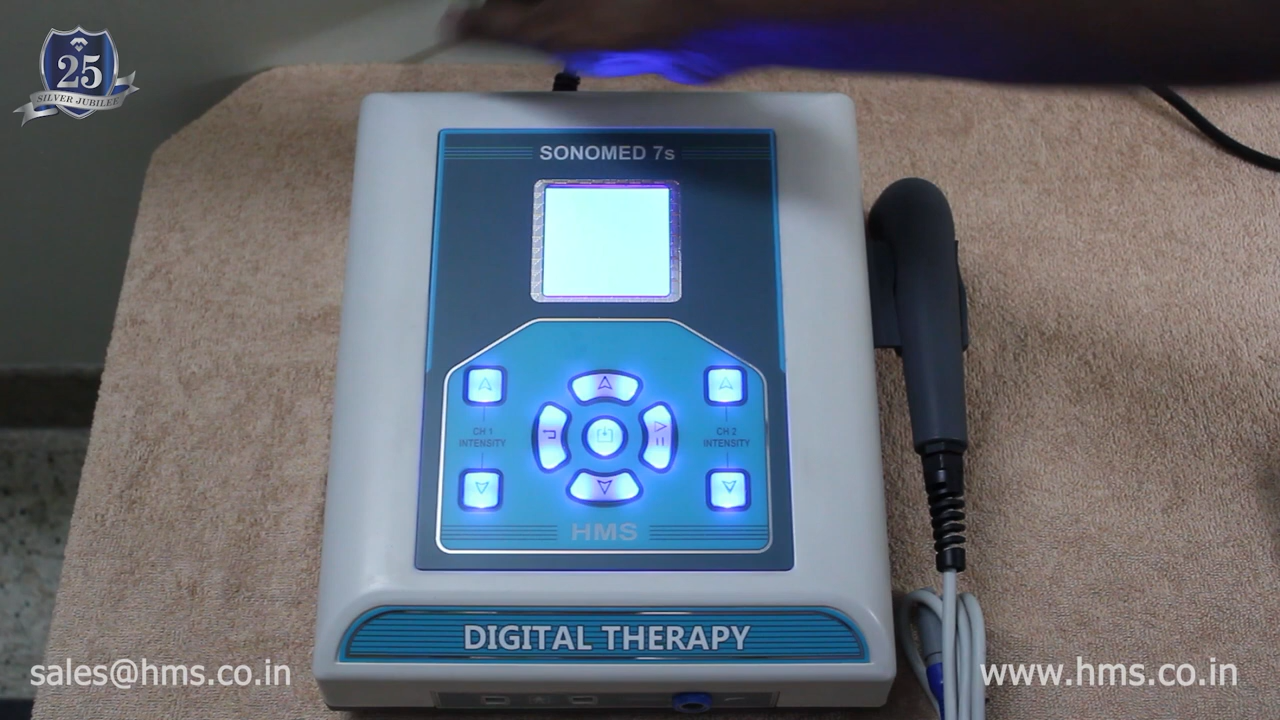 25
SILVER JUBILEE
SONOMED 7s
CH 1
INTENSITY
CH 2
INTENSITY
HMS
DIGITAL THERAPY
sales@hms.co.in
www.hms.co.in